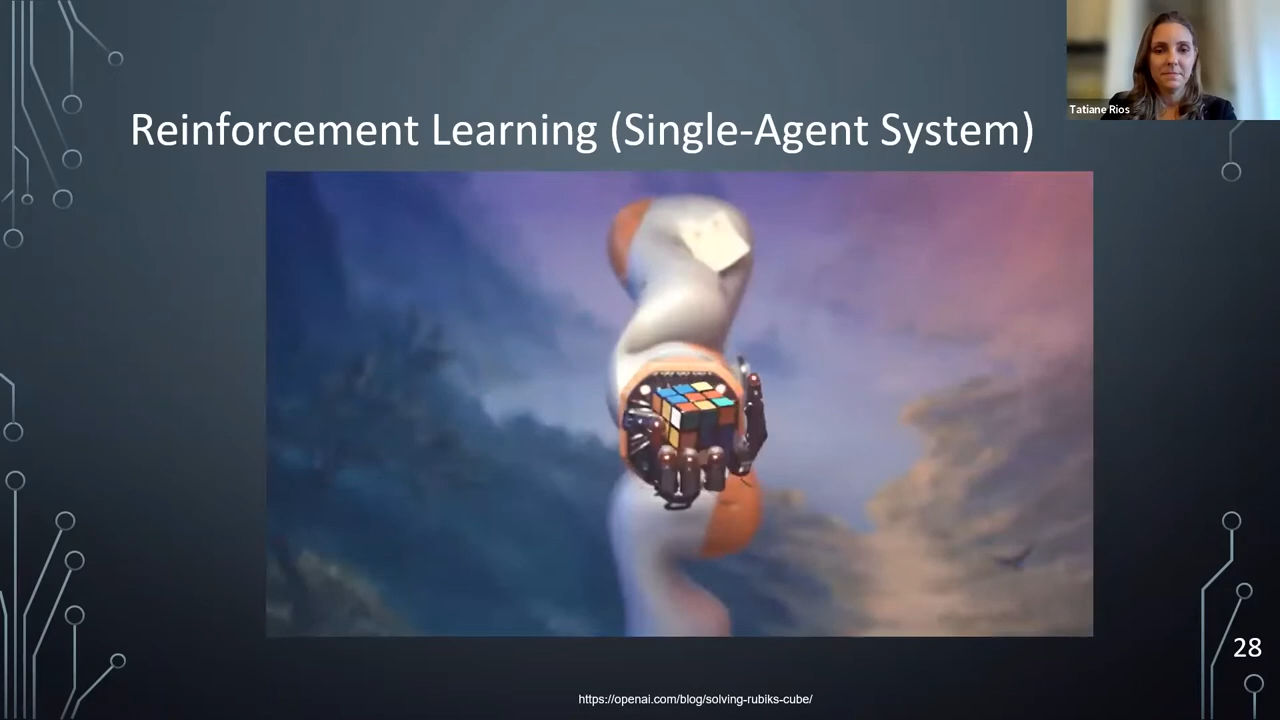 Tatiane Rios
Reinforcement Learning (Single-Agent System)
28
https://openai.com/blog/solving-rubiks-cube/